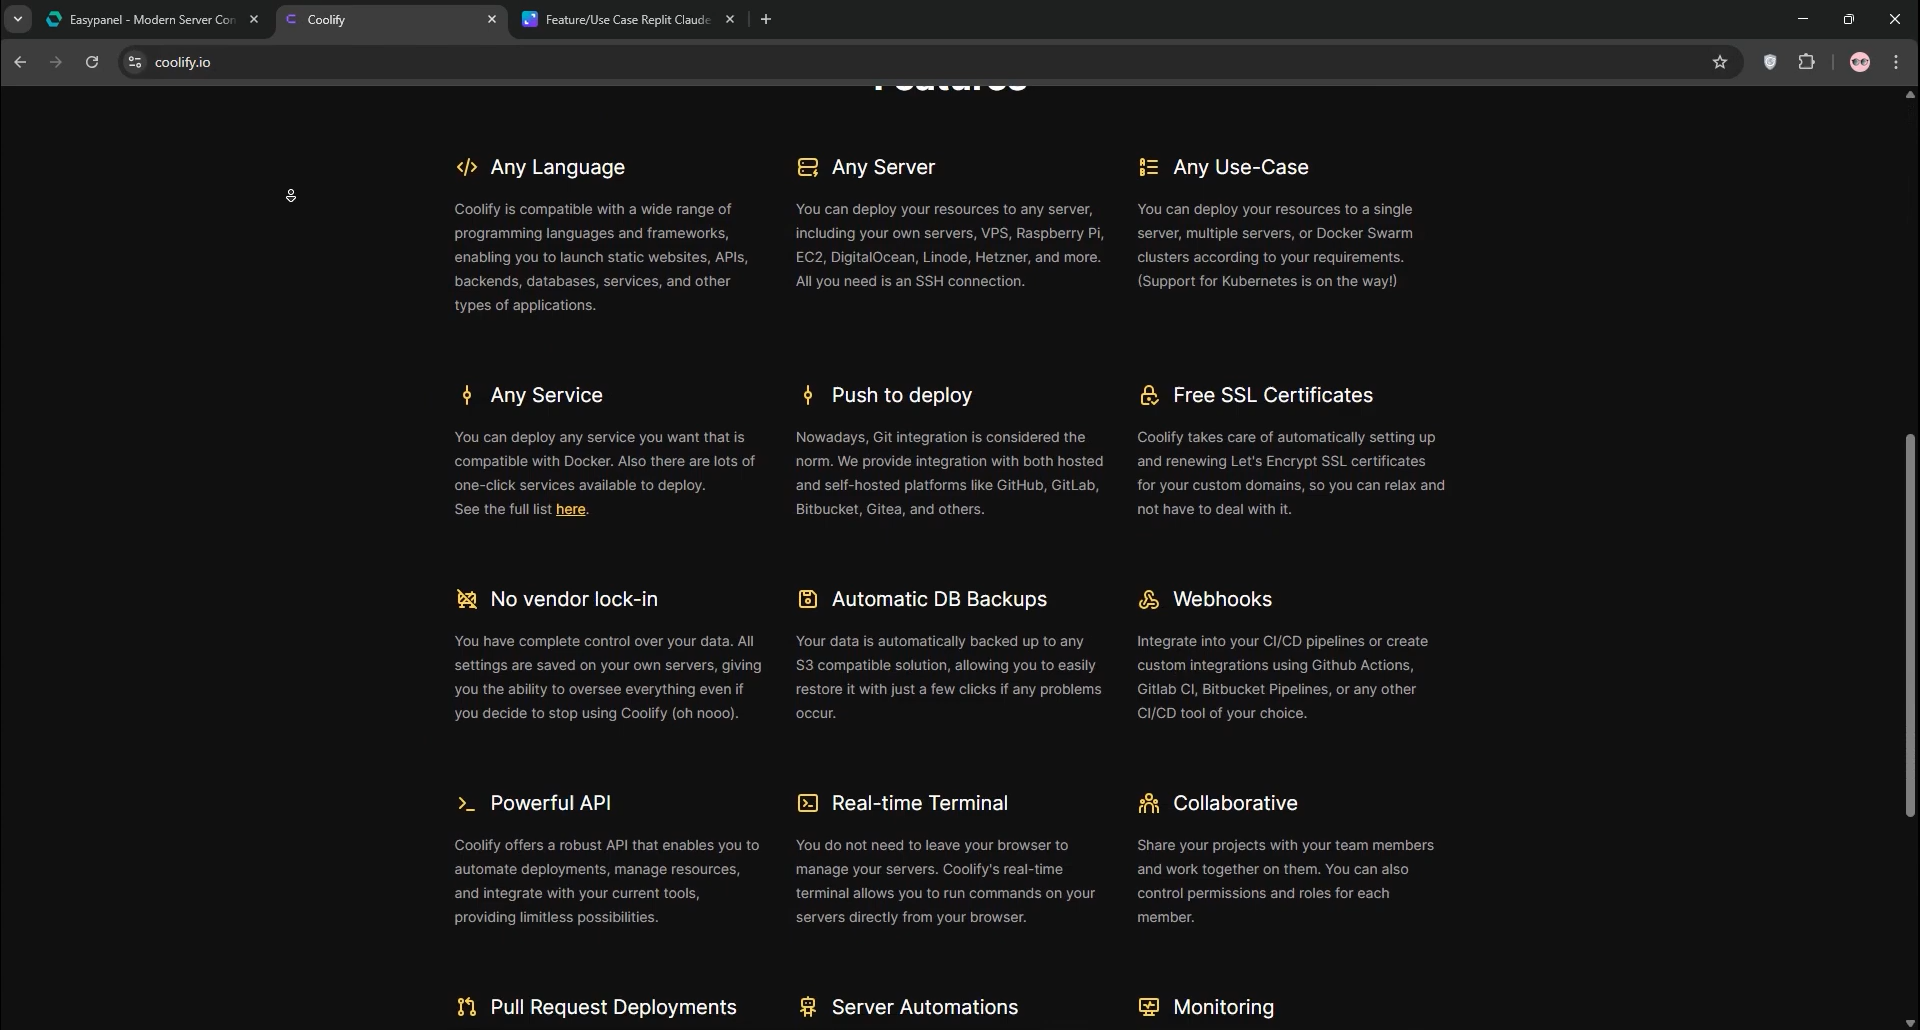 Easypanel - Modern Server Con
Coolify
Feature/Use Case Replit Claude
coolify.io
Features
Any Language
Coolify is compatible with a wide range of
programming languages and frameworks,
enabling you to launch static websites, APIs,
backends, databases, services, and other
types of applications.
Any Server
You can deploy your resources to any server,
including your own servers, VPS, Raspberry Pi,
EC2, DigitalOcean, Linode, Hetzner, and more.
All you need is an SSH connection.
Any Use-Case
You can deploy your resources to a single
server, multiple servers, or Docker Swarm
clusters according to your requirements.
(Support for Kubernetes is on the way!)
Any Service
You can deploy any service you want that is
compatible with Docker. Also there are lots of
one-click services available to deploy.
See the full list here.
Push to deploy
Nowadays, Git integration is considered the
norm. We provide integration with both hosted
and self-hosted platforms like GitHub, GitLab,
Bitbucket, Gitea, and others.
Free SSL Certificates
Coolify takes care of automatically setting up
and renewing Let's Encrypt SSL certificates
for your custom domains, so you can relax and
not have to deal with it.
No vendor lock-in
You have complete control over your data. All
settings are saved on your own servers, giving
you the ability to oversee everything even if
you decide to stop using Coolify (oh nooo).
Automatic DB Backups
Your data is automatically backed up to any
S3 compatible solution, allowing you to easily
restore it with just a few clicks if any problems
occur.
Webhooks
Integrate into your CI/CD pipelines or create
custom integrations using Github Actions,
Gitlab CI, Bitbucket Pipelines, or any other
CI/CD tool of your choice.
Powerful API
Coolify offers a robust API that enables you to
automate deployments, manage resources,
and integrate with your current tools,
providing limitless possibilities.
Real-time Terminal
You do not need to leave your browser to
manage your servers. Coolify's real-time
terminal allows you to run commands on your
servers directly from your browser.
Collaborative
Share your projects with your team members
and work together on them. You can also
control permissions and roles for each
member.
Pull Request Deployments
Server Automations
Monitoring